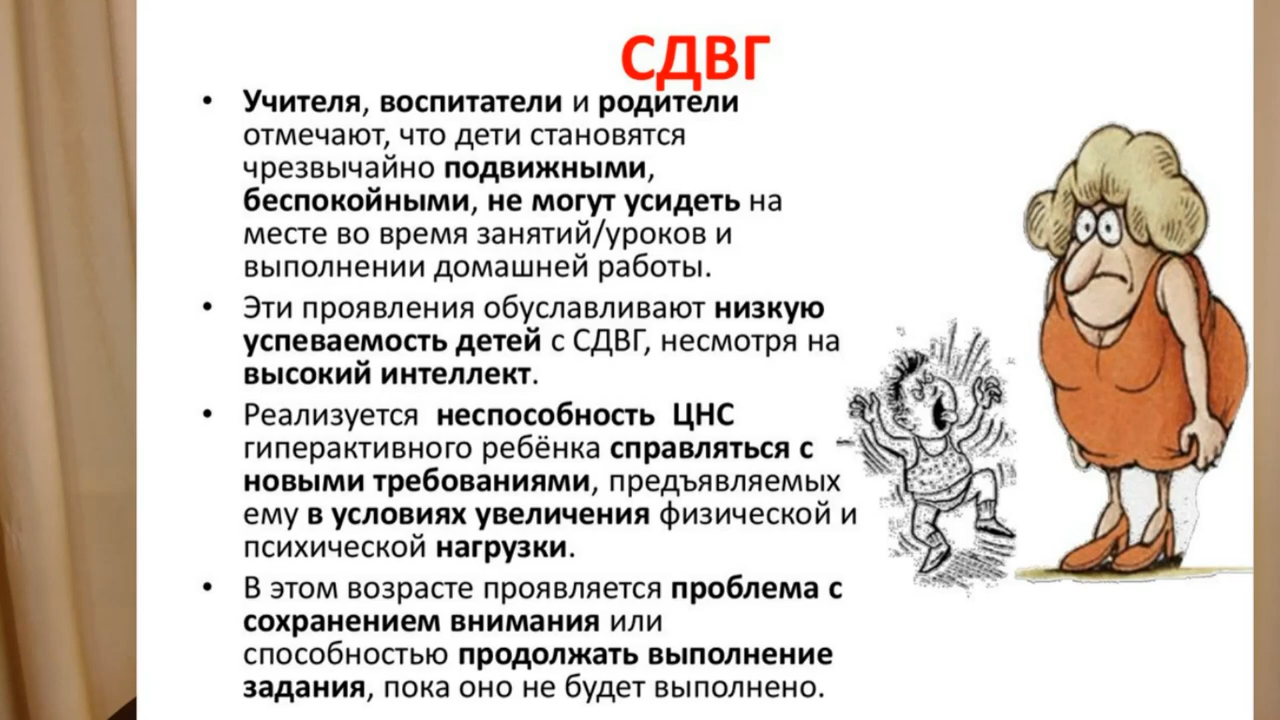 СДВГ
• Учителя, воспитатели и родители
отмечают, что дети становятся
чрезвычайно подвижными,
беспокойными, не могут усидеть на
месте во время занятий/уроков и
выполнении домашней работы.
• Эти проявления обуславливают низкую
успеваемость детей с СДВГ, несмотря на
высокий интеллект.
• Реализуется неспособность ЦНС
гиперактивного ребёнка справляться с
новыми требованиями, предъявляемых
ему в условиях увеличения физической и
психической нагрузки.
• В этом возрасте проявляется проблема с
сохранением внимания или
способностью продолжать выполнение
задания, пока оно не будет выполнено.